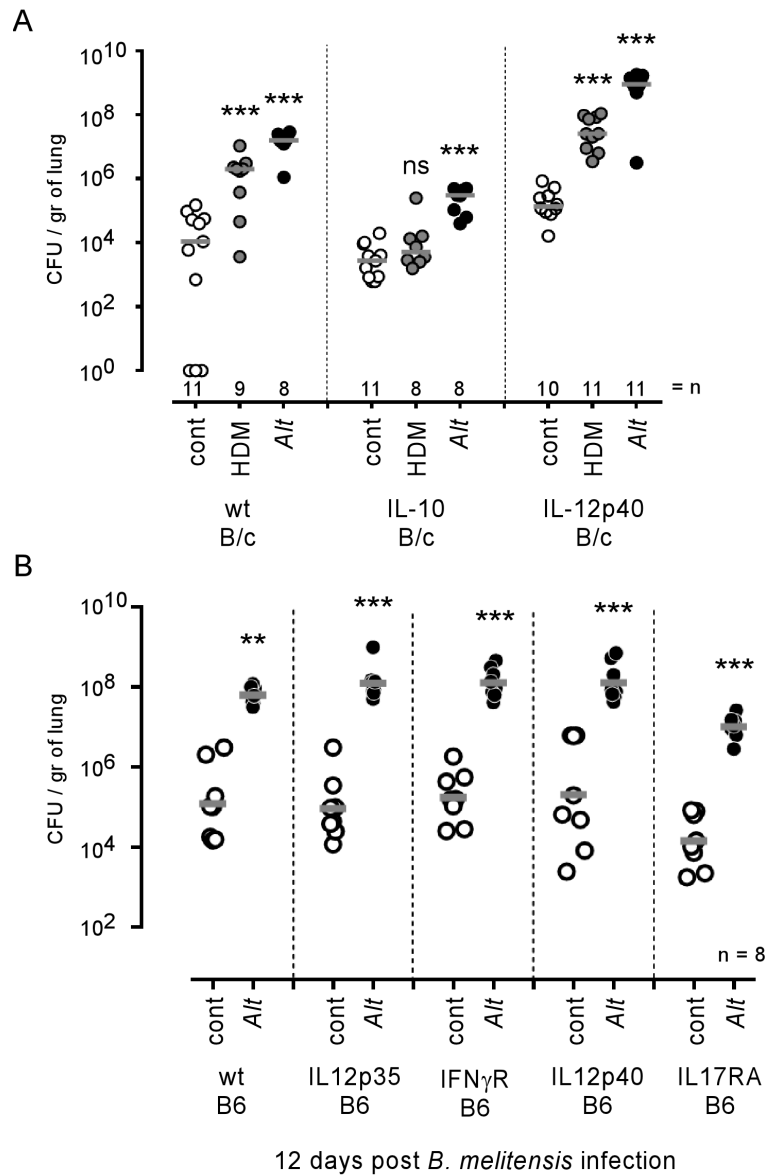 A
CFU / gr of lung
10^10
10^8
10^6
10^4
10^2
10^0
*** ***
ns ***
*** ***
11 9 8 11 8 8 10 11 11 = n
cont HDM Alt cont HDM Alt cont HDM Alt
wt IL-10 IL-12p40
B/c B/c B/c
B
CFU / gr of lung
10^10
10^8
10^6
10^4
10^2
** *** *** *** ***
n = 8
cont Alt cont Alt cont Alt cont Alt cont Alt
wt IL12p35 IFNγR IL12p40 IL17RA
B6 B6 B6 B6 B6
12 days post B. melitensis infection